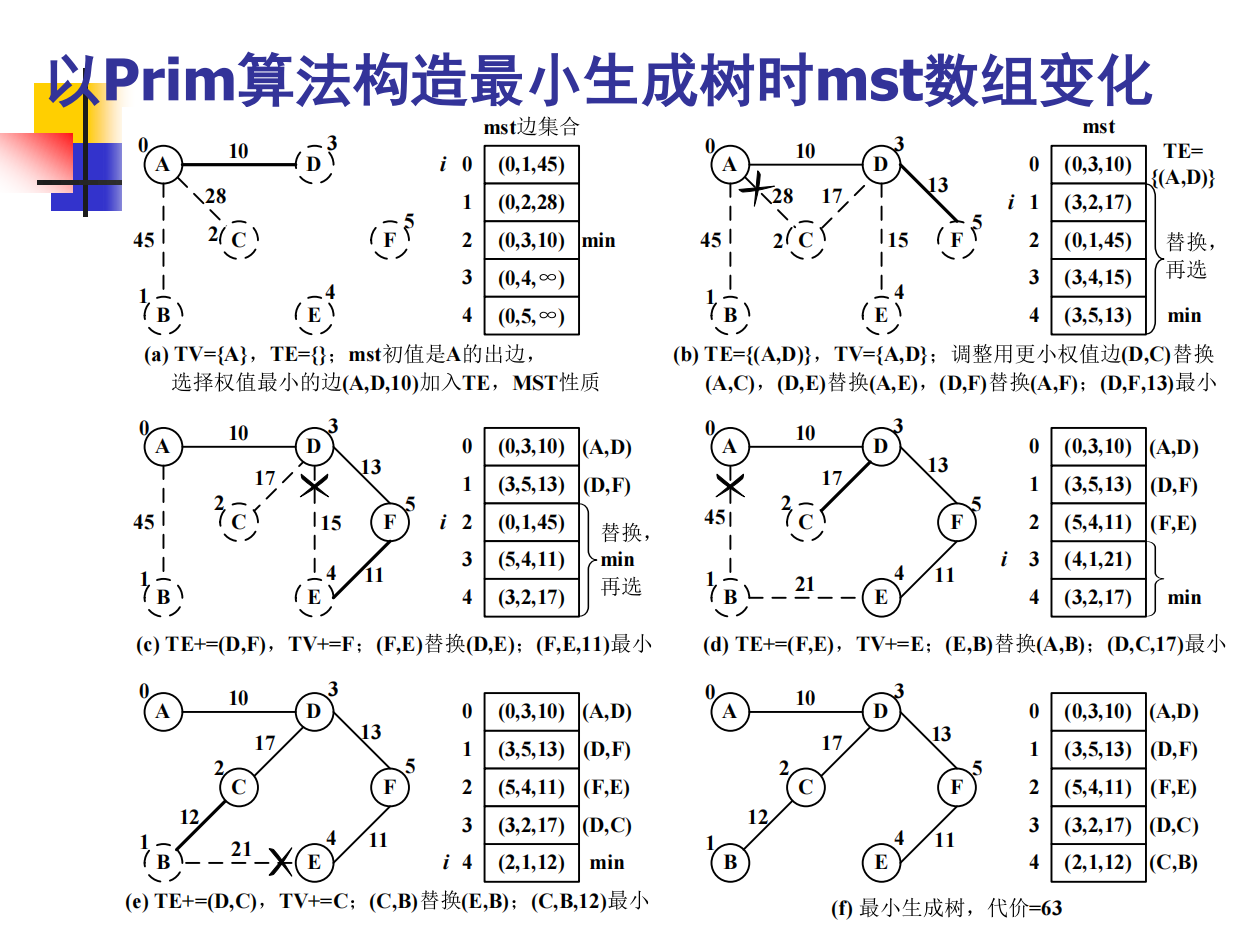 以Prim算法构造最小生成树时mst数组变化
mst边集合
0 A 10 D 3
28
45 2 C F 5
1 B E 4
i 0 (0,1,45)
1 (0,2,28)
2 (0,3,10) min
3 (0,4,∞)
4 (0,5,∞)
(a) TV={A}，TE={}；mst初值是A的出边，
选择权值最小的边(A,D,10)加入TE，MST性质
mst
0 A 10 D 3
28 17 13
45 2 C 15 F 5
1 B E 4
0 (0,3,10) TE={(A,D)}
i 1 (3,2,17)
2 (0,1,45) 替换，
3 (3,4,15) 再选
4 (3,5,13) min
(b) TE={(A,D)}，TV={A,D}；调整用更小权值边(D,C)替换
(A,C)，(D,E)替换(A,E)，(D,F)替换(A,F)；(D,F,13)最小
0 A 10 D 3
17 13
45 2 C 15 F 5
1 B E 4 11
0 (0,3,10) (A,D)
1 (3,5,13) (D,F)
i 2 (0,1,45) 替换，
3 (5,4,11) min
4 (3,2,17) 再选
(c) TE+=(D,F)，TV+=F；(F,E)替换(D,E)；(F,E,11)最小
0 A 10 D 3
17 13
45 2 C F 5
1 B 21 E 4 11
0 (0,3,10) (A,D)
1 (3,5,13) (D,F)
2 (5,4,11) (F,E)
i 3 (4,1,21)
4 (3,2,17) min
(d) TE+=(F,E)，TV+=E；(E,B)替换(A,B)；(D,C,17)最小
0 A 10 D 3
17 13
2 C F 5
12 11
1 B 21 E 4
0 (0,3,10) (A,D)
1 (3,5,13) (D,F)
2 (5,4,11) (F,E)
3 (3,2,17) (D,C)
i 4 (2,1,12) min
(e) TE+=(D,C)，TV+=C；(C,B)替换(E,B)；(C,B,12)最小
0 A 10 D 3
17 13
2 C F 5
12 11
1 B E 4
0 (0,3,10) (A,D)
1 (3,5,13) (D,F)
2 (5,4,11) (F,E)
3 (3,2,17) (D,C)
4 (2,1,12) (C,B)
(f) 最小生成树，代价=63